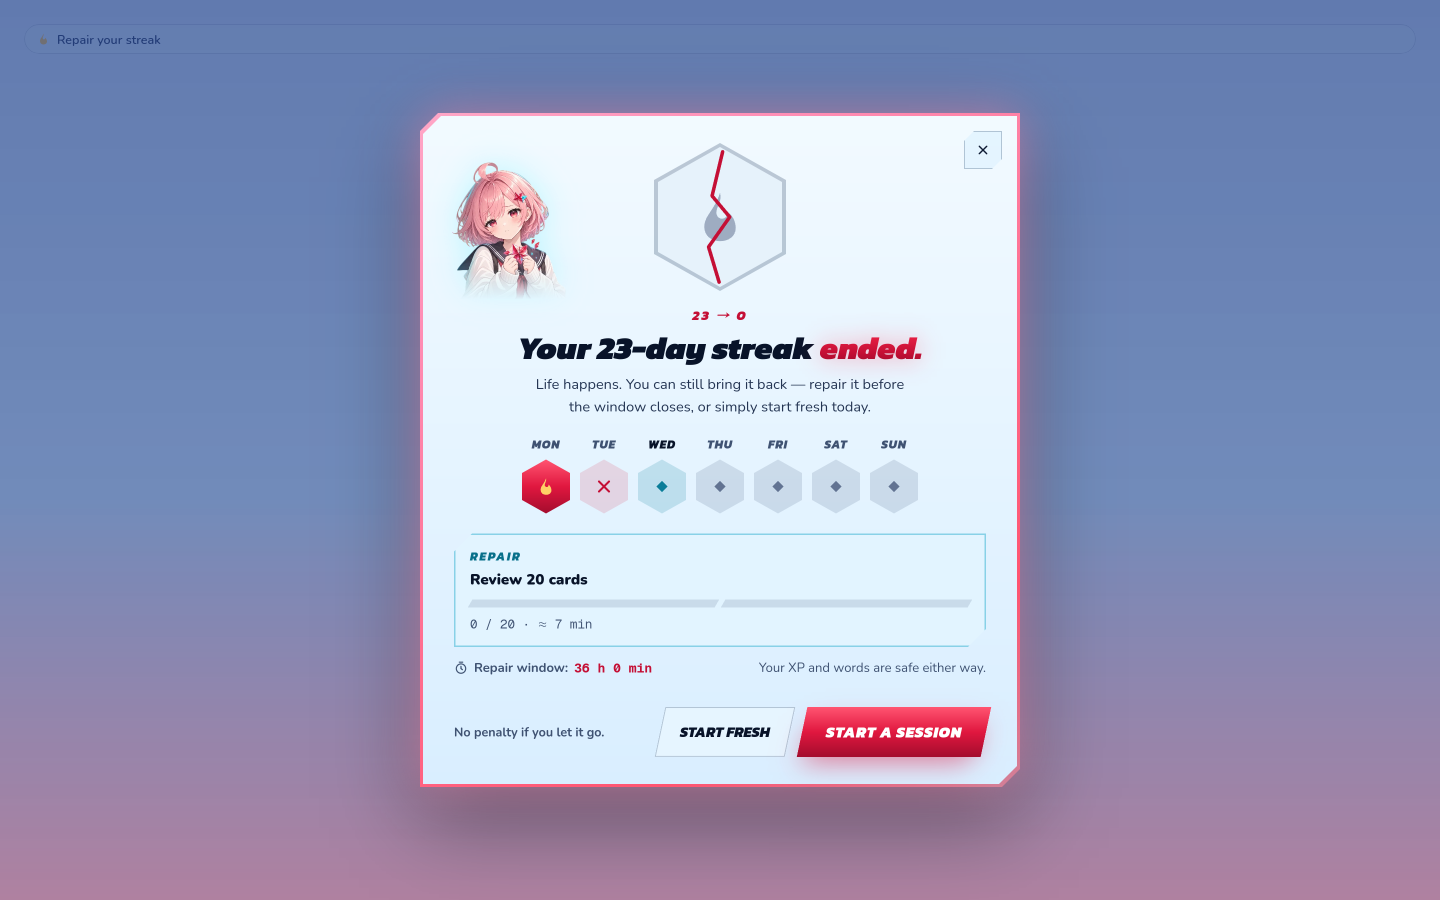 Repair your streak
×
23 → 0
Your 23-day streak ended.
Life happens. You can still bring it back — repair it before
the window closes, or simply start fresh today.
MON TUE WED THU FRI SAT SUN
REPAIR
Review 20 cards
0 / 20 · ≈ 7 min
Repair window: 36 h 0 min
Your XP and words are safe either way.
No penalty if you let it go.
START FRESH
START A SESSION